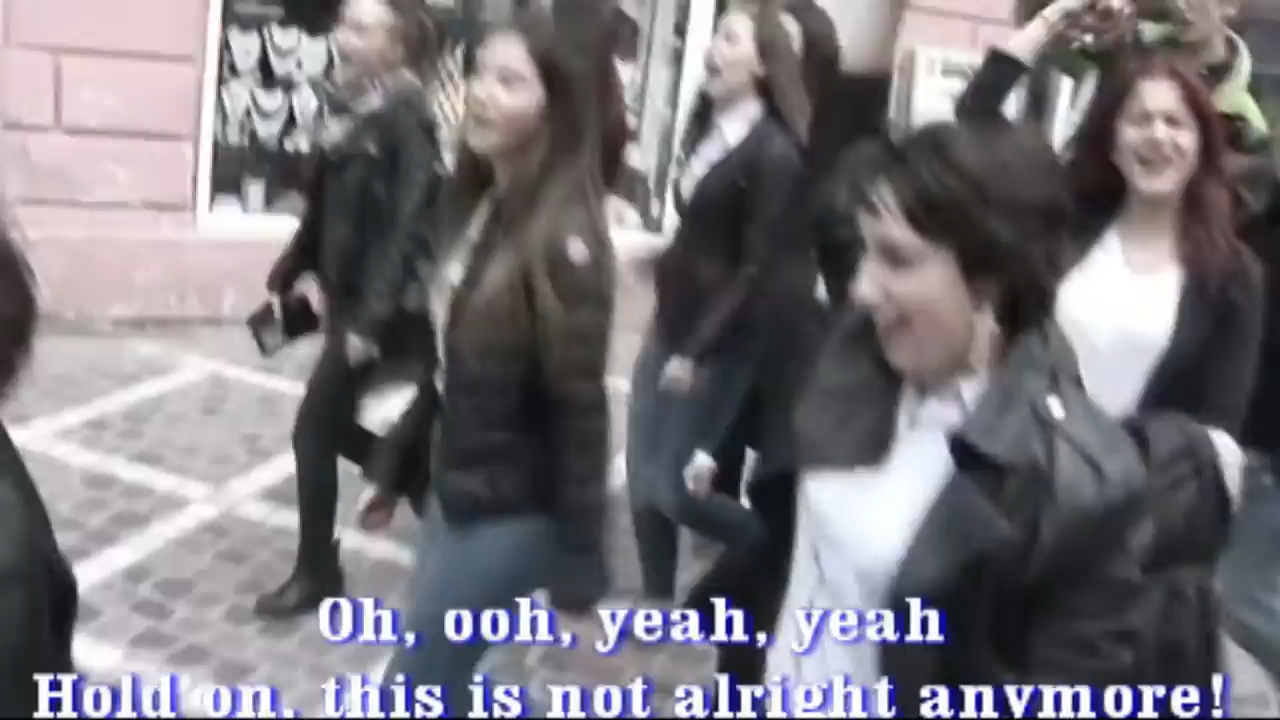 Oh, ooh, yeah, yeah
Hold on, this is not alright anymore!